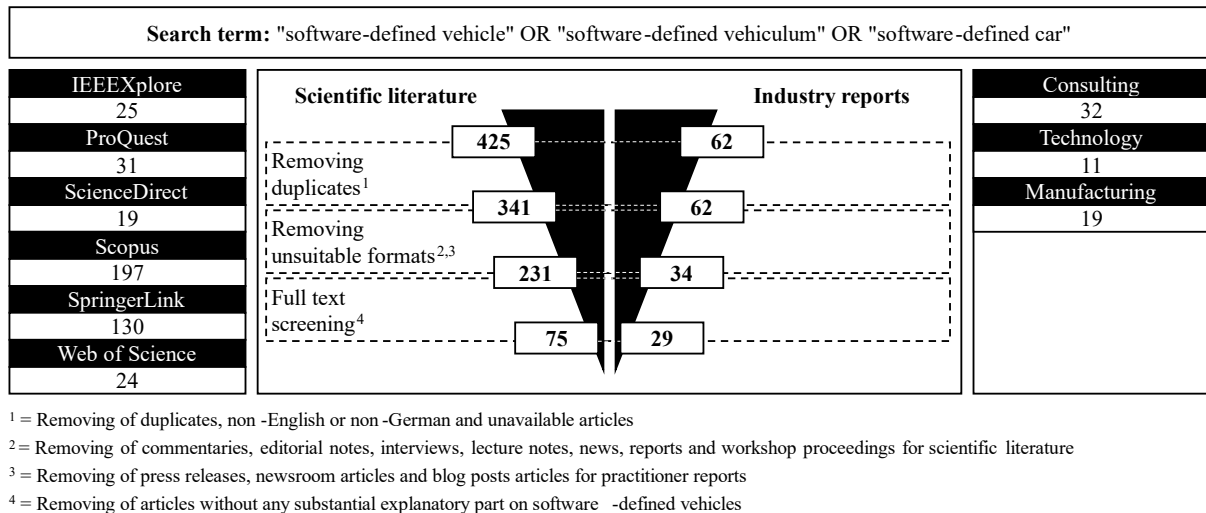 Search term: "software-defined vehicle" OR "software-defined vehiculum" OR "software-defined car"
IEEEXplore
25
ProQuest
31
ScienceDirect
19
Scopus
197
SpringerLink
130
Web of Science
24
Scientific literature
Industry reports
425
62
Removing
duplicates¹
341
62
Removing
unsuitable formats²,³
231
34
Full text
screening⁴
75
29
Consulting
32
Technology
11
Manufacturing
19
¹ = Removing of duplicates, non -English or non -German and unavailable articles
² = Removing of commentaries, editorial notes, interviews, lecture notes, news, reports and workshop proceedings for scientific literature
³ = Removing of press releases, newsroom articles and blog posts articles for practitioner reports
⁴ = Removing of articles without any substantial explanatory part on software -defined vehicles